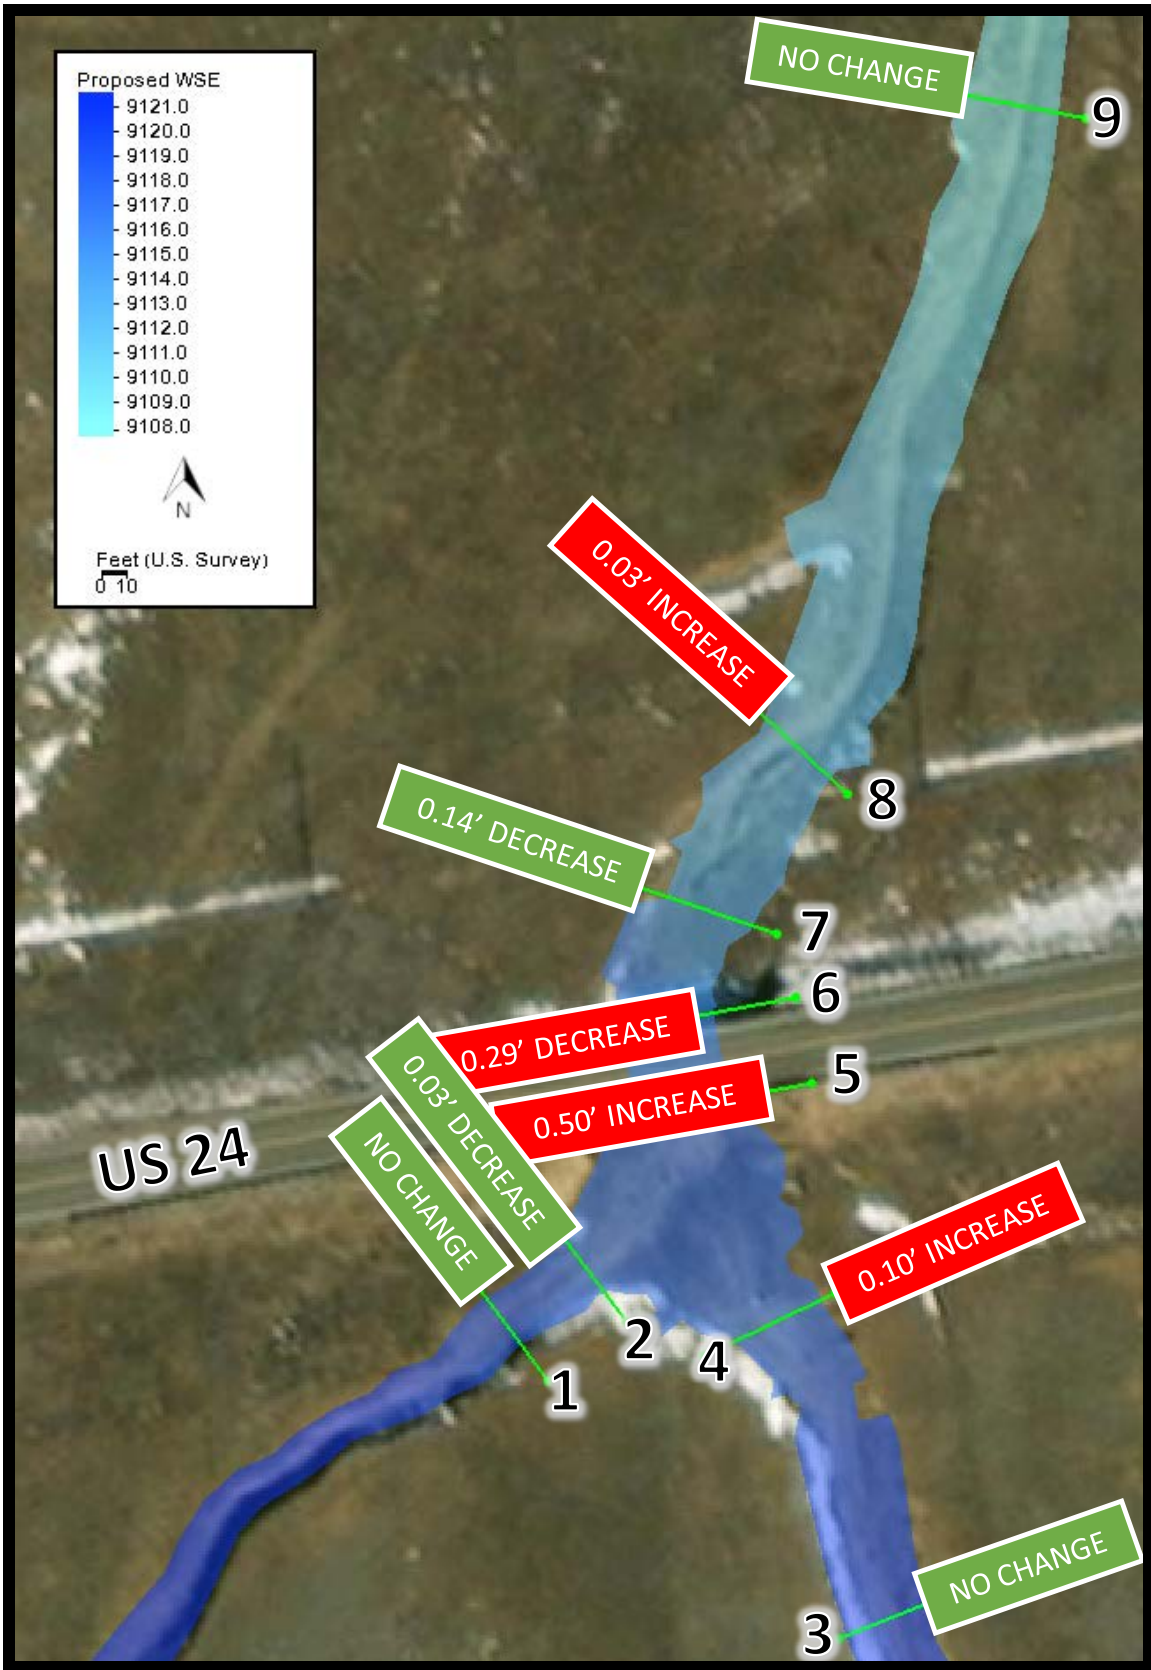 NO CHANGE
9
Proposed WSE
9121.0
9120.0
9119.0
9118.0
9117.0
9116.0
9115.0
9114.0
9113.0
9112.0
9111.0
9110.0
9109.0
9108.0
N
Feet (U.S. Survey)
0 10
0.03’ INCREASE
8
0.14’ DECREASE
7
0.29’ DECREASE
6
0.50’ INCREASE
5
0.03’ DECREASE
2
NO CHANGE
1
US 24
0.10’ INCREASE
4
NO CHANGE
3